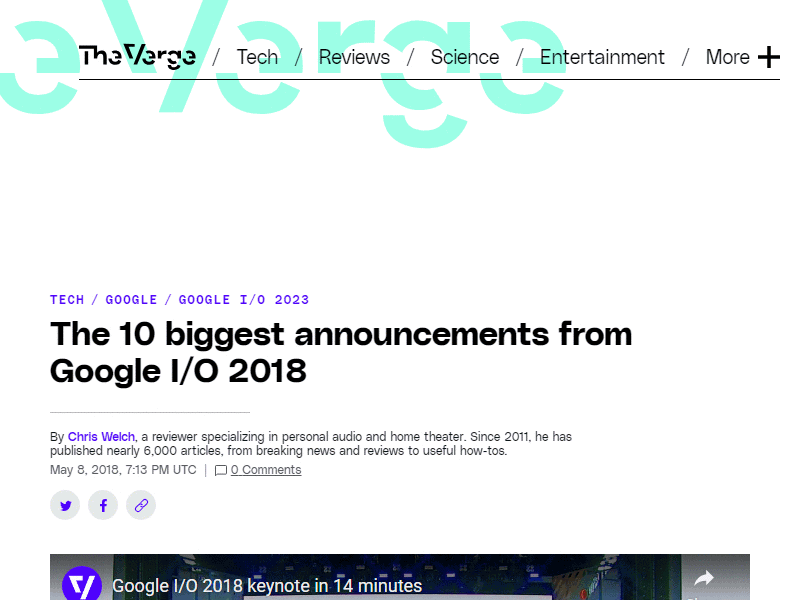 eVerge
TheVerge / Tech / Reviews / Science / Entertainment / More +
TECH / GOOGLE / GOOGLE I/O 2023
The 10 biggest announcements from
Google I/O 2018
By Chris Welch, a reviewer specializing in personal audio and home theater. Since 2011, he has
published nearly 6,000 articles, from breaking news and reviews to useful how-tos.
May 8, 2018, 7:13 PM UTC | 0 Comments
Google I/O 2018 keynote in 14 minutes